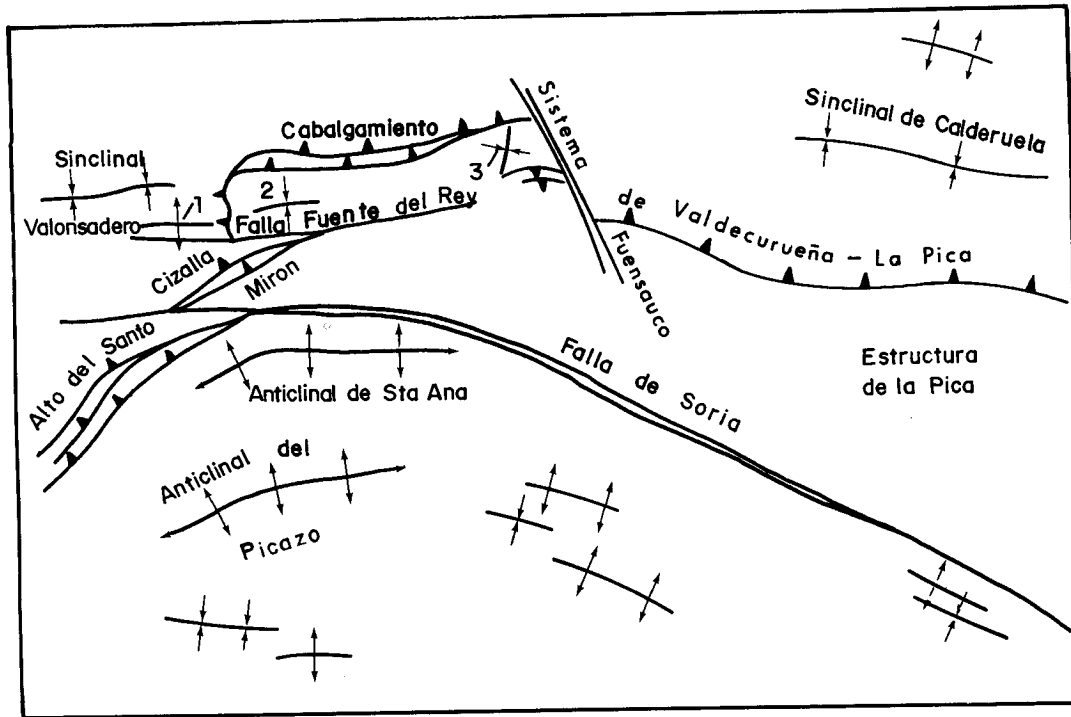 Sinclinal de Calderuela
Sistema
Fuensauco
Cabalgamiento
Sinclinal
Valonsadero
1
2
3
Falla Fuente del Rey
de Valdecurueña - La Pica
Cizalla
Miron
Alto del Santo
Falla de Soria
Estructura
de la Pica
Anticlinal de Sta Ana
Anticlinal del
Picazo